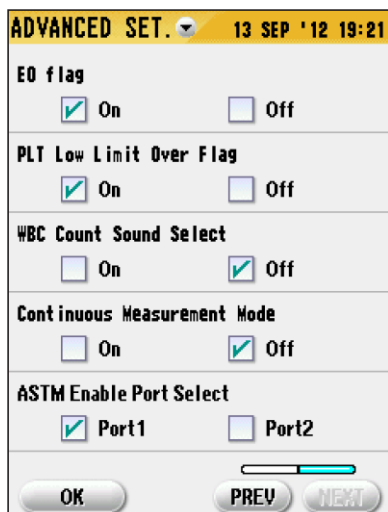 ADVANCED SET. 13 SEP '12 19:21
EO flag
On Off
PLT Low Limit Over Flag
On Off
WBC Count Sound Select
On Off
Continuous Measurement Mode
On Off
ASTM Enable Port Select
Port1 Port2
OK PREV NEXT